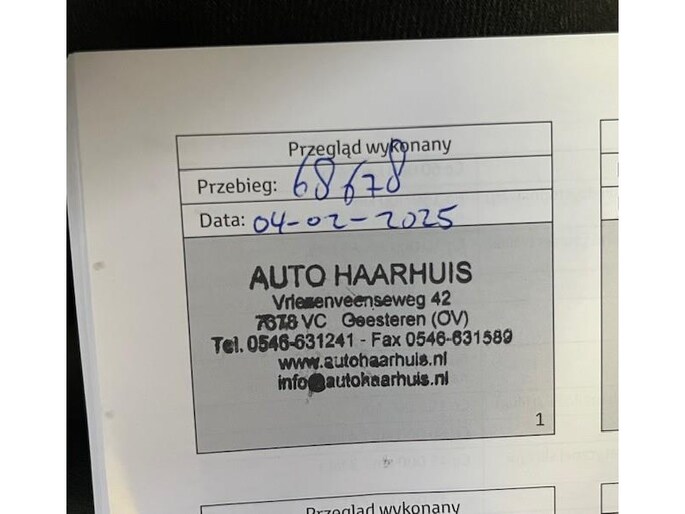 Przegląd wykonany
Przebieg: 68678
Data: 04-02-2025
AUTO HAARHUIS
Vriezenveenseweg 42
7678 VC Geesteren (OV)
Tel. 0546-631241 - Fax 0546-631589
www.autohaarhuis.nl
info@autohaarhuis.nl
1
Przegląd wykonany